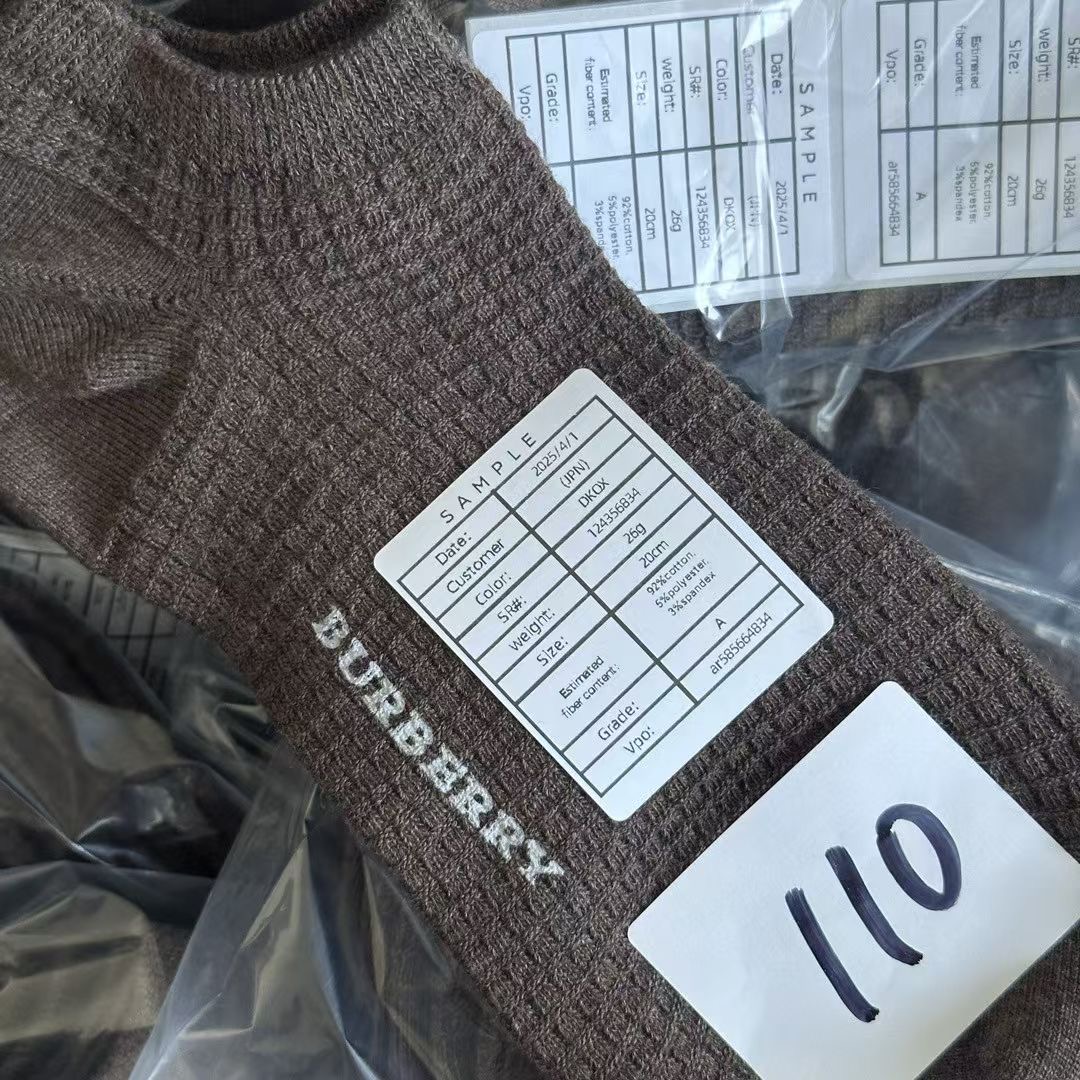 SAMPLE
Date: 2025/4/1
Customer (JPN)
Color: DKOX
SR#: 124356834
weight: 26g
Size: 20cm
Estimated fiber content: 92%cotton, 5%polyester, 3%spandex
Grade: A
Vpo: ar585664834
BURBERRY
110
SAMPLE
Date: 2025/4/1
Customer (JPN)
Color: DKOX
SR#: 124356834
weight: 26g
Size: 20cm
Estimated fiber content: 92%cotton, 5%polyester, 3%spandex
Grade:
Vpo:
SR#: 124356834
weight: 26g
Size: 20cm
Estimated fiber content: 92%cotton, 5%polyester, 3%spandex
Grade: A
Vpo: ar585664834